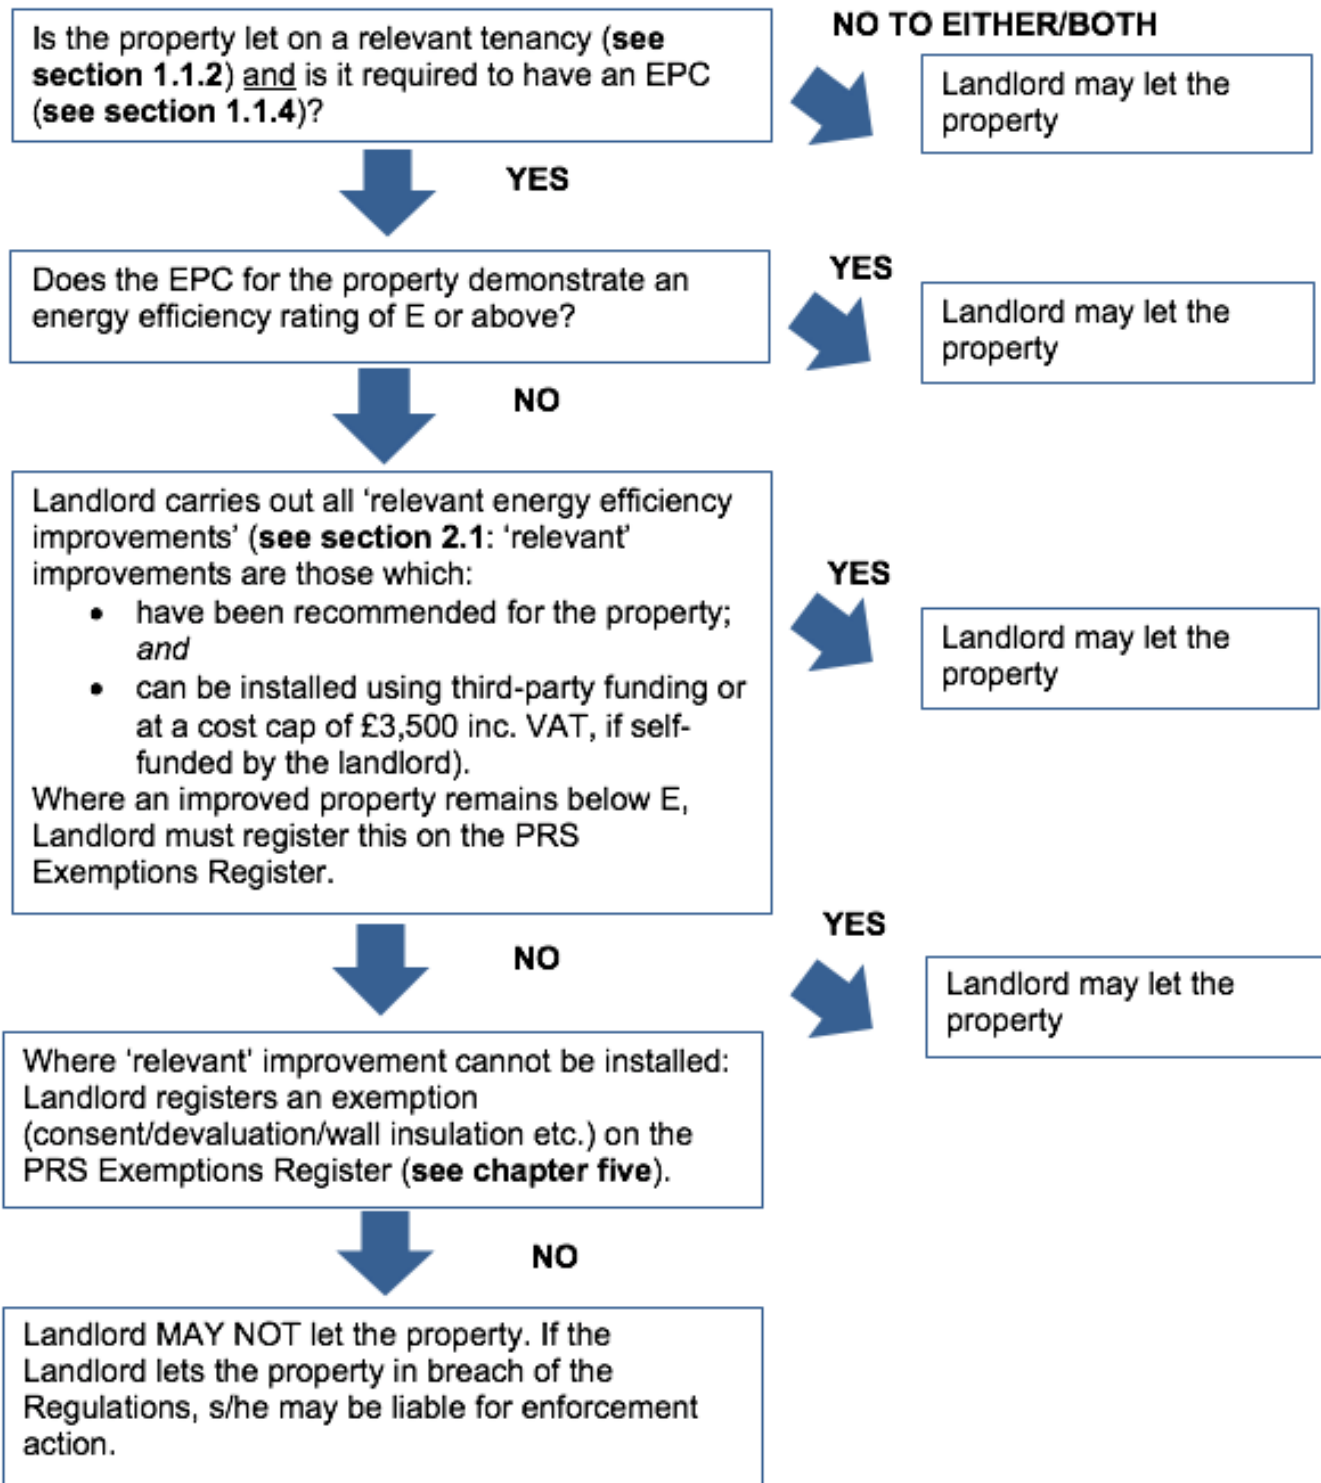 Is the property let on a relevant tenancy (see
section 1.1.2) and is it required to have an EPC
(see section 1.1.4)?
NO TO EITHER/BOTH
Landlord may let the
property
YES
Does the EPC for the property demonstrate an
energy efficiency rating of E or above?
YES
Landlord may let the
property
NO
Landlord carries out all ‘relevant energy efficiency
improvements’ (see section 2.1: ‘relevant’
improvements are those which:
• have been recommended for the property;
and
• can be installed using third-party funding or
at a cost cap of £3,500 inc. VAT, if self-
funded by the landlord).
Where an improved property remains below E,
Landlord must register this on the PRS
Exemptions Register.
YES
Landlord may let the
property
NO
Where ‘relevant’ improvement cannot be installed:
Landlord registers an exemption
(consent/devaluation/wall insulation etc.) on the
PRS Exemptions Register (see chapter five).
YES
Landlord may let the
property
NO
Landlord MAY NOT let the property. If the
Landlord lets the property in breach of the
Regulations, s/he may be liable for enforcement
action.